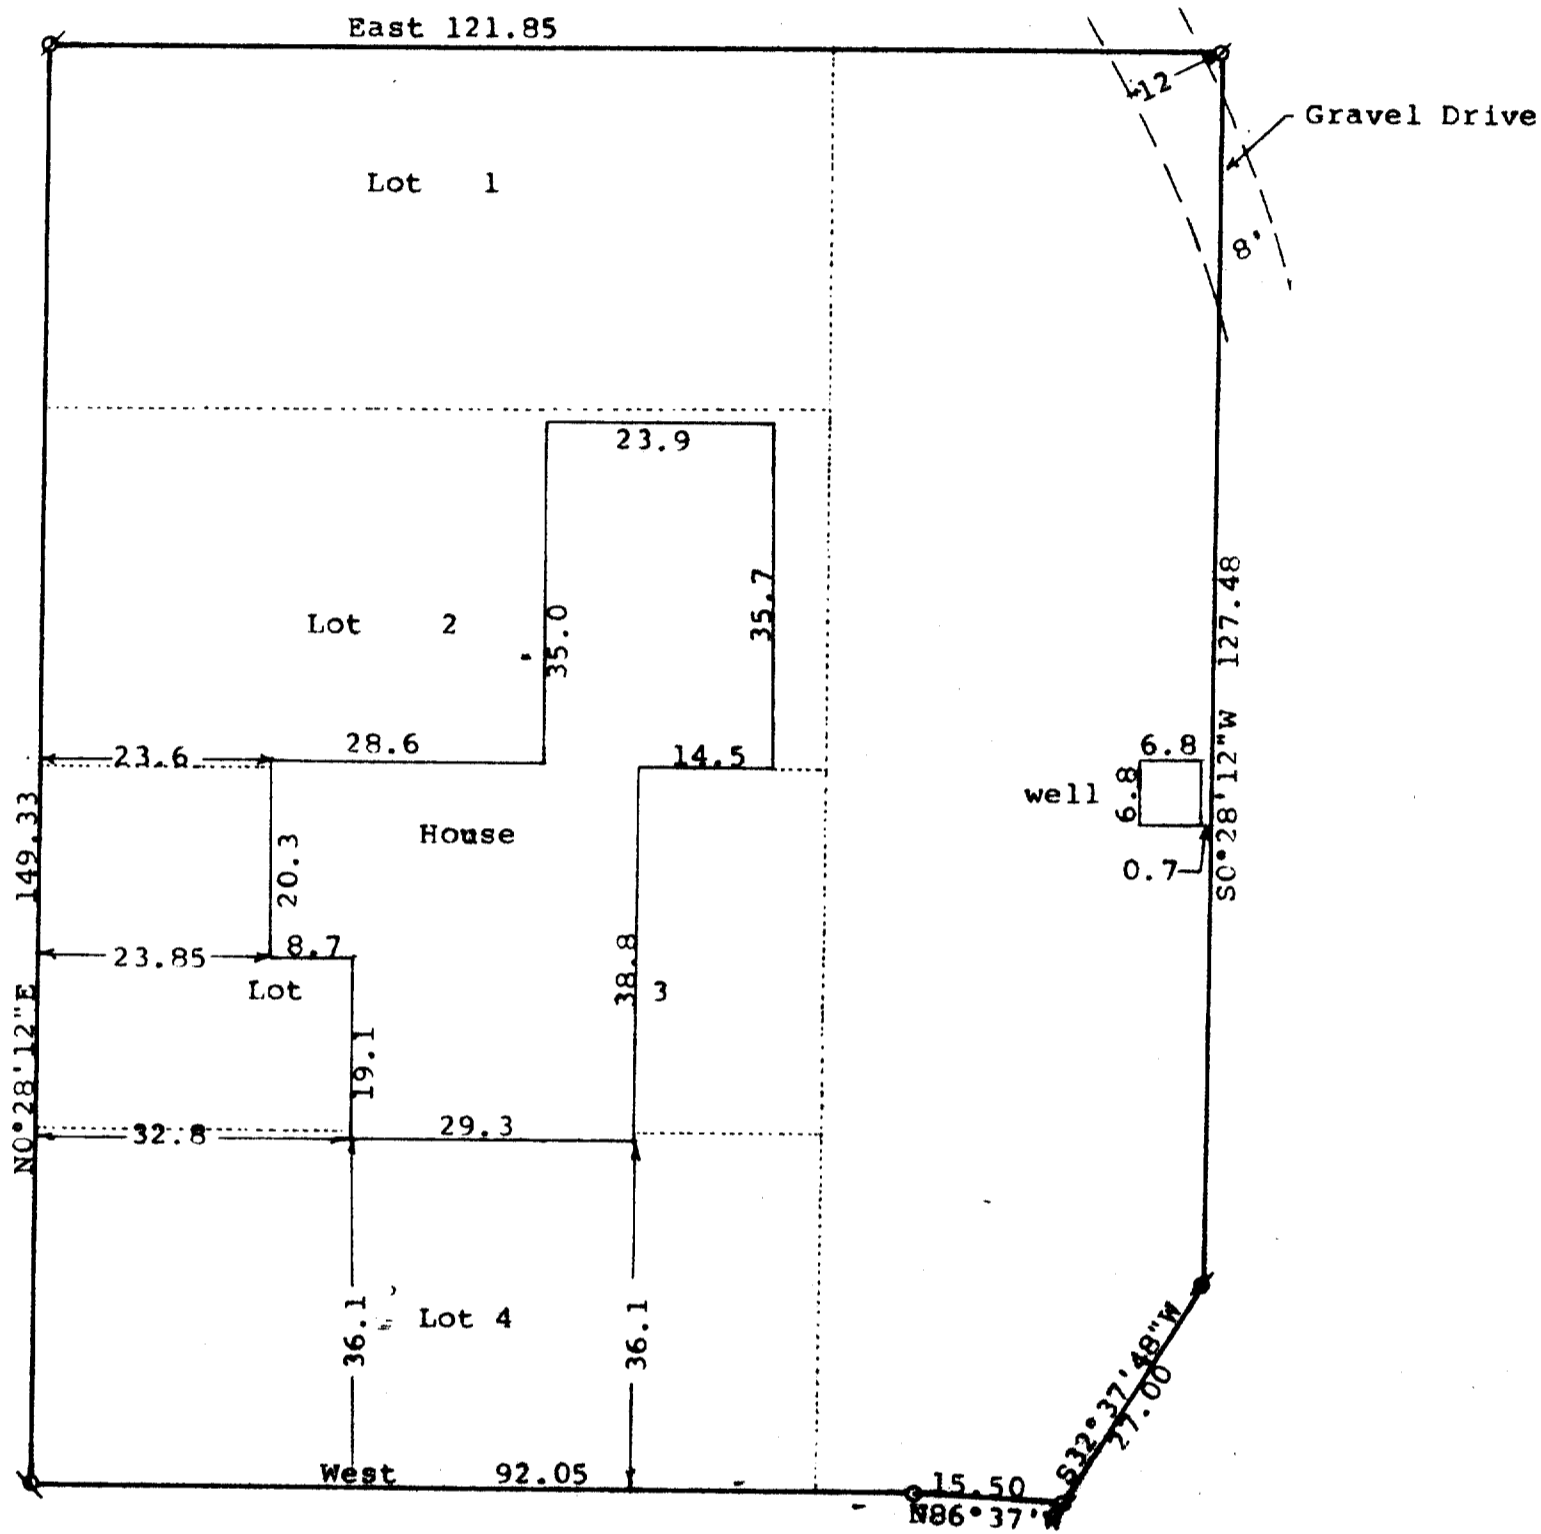 East 121.85
12
Gravel Drive
Lot 1
8'
23.9
Lot 2
35.0
35.7
S0°28'12"W 127.48
23.6
28.6
14.5
6.8
6.8
well
House
0.7
20.3
N0°28'12"E 149.33
23.85
8.7
Lot 3
38.8
19.1
32.8
29.3
36.1
Lot 4
36.1
S32°37'48"W
27.00
West 92.05
15.50
N86°37'W